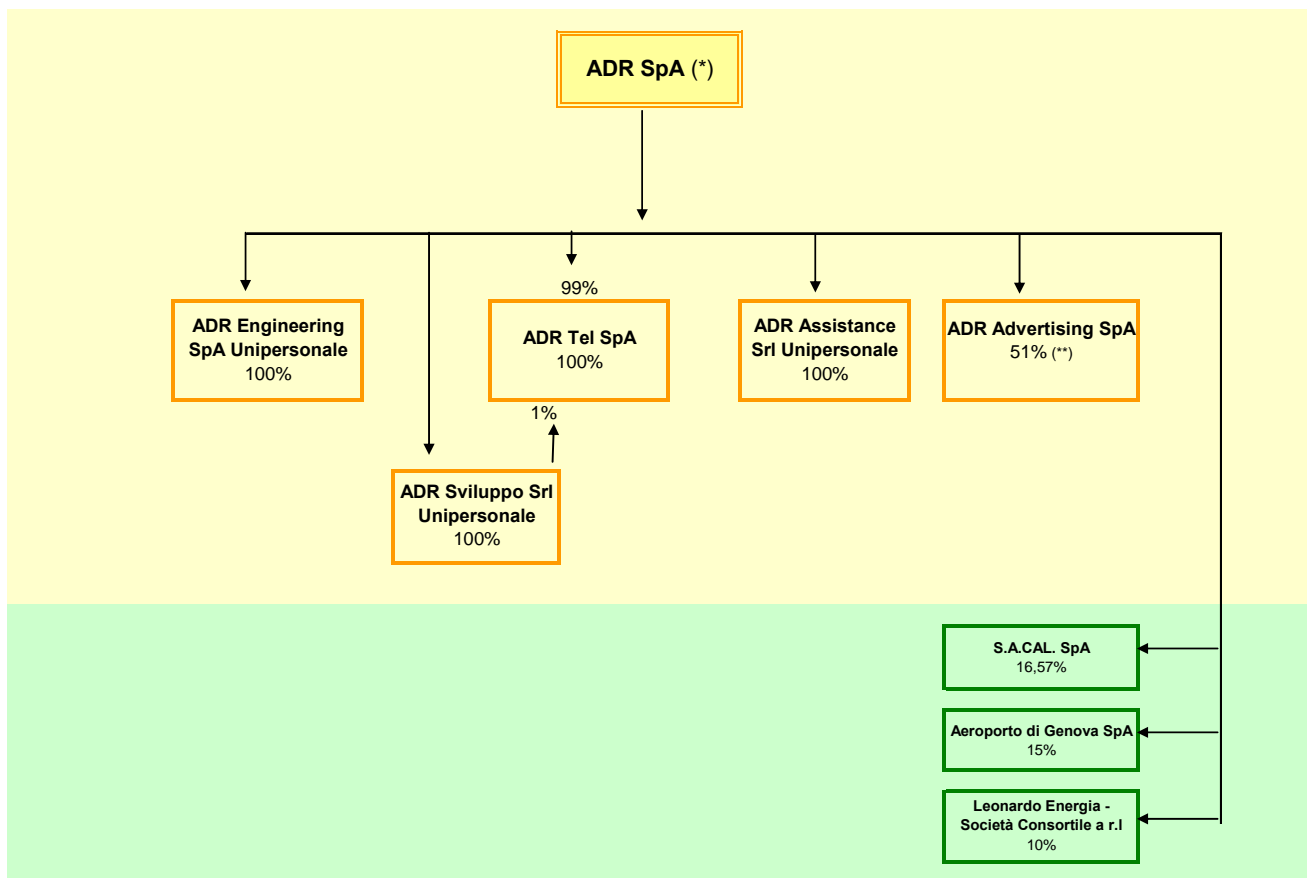 ADR SpA (*)
99%
ADR Engineering
SpA Unipersonale
100%
ADR Tel SpA
100%
ADR Assistance
Srl Unipersonale
100%
ADR Advertising SpA
51% (**)
1%
ADR Sviluppo Srl
Unipersonale
100%
S.A.CAL. SpA
16,57%
Aeroporto di Genova SpA
15%
Leonardo Energia -
Società Consortile a r.l
10%